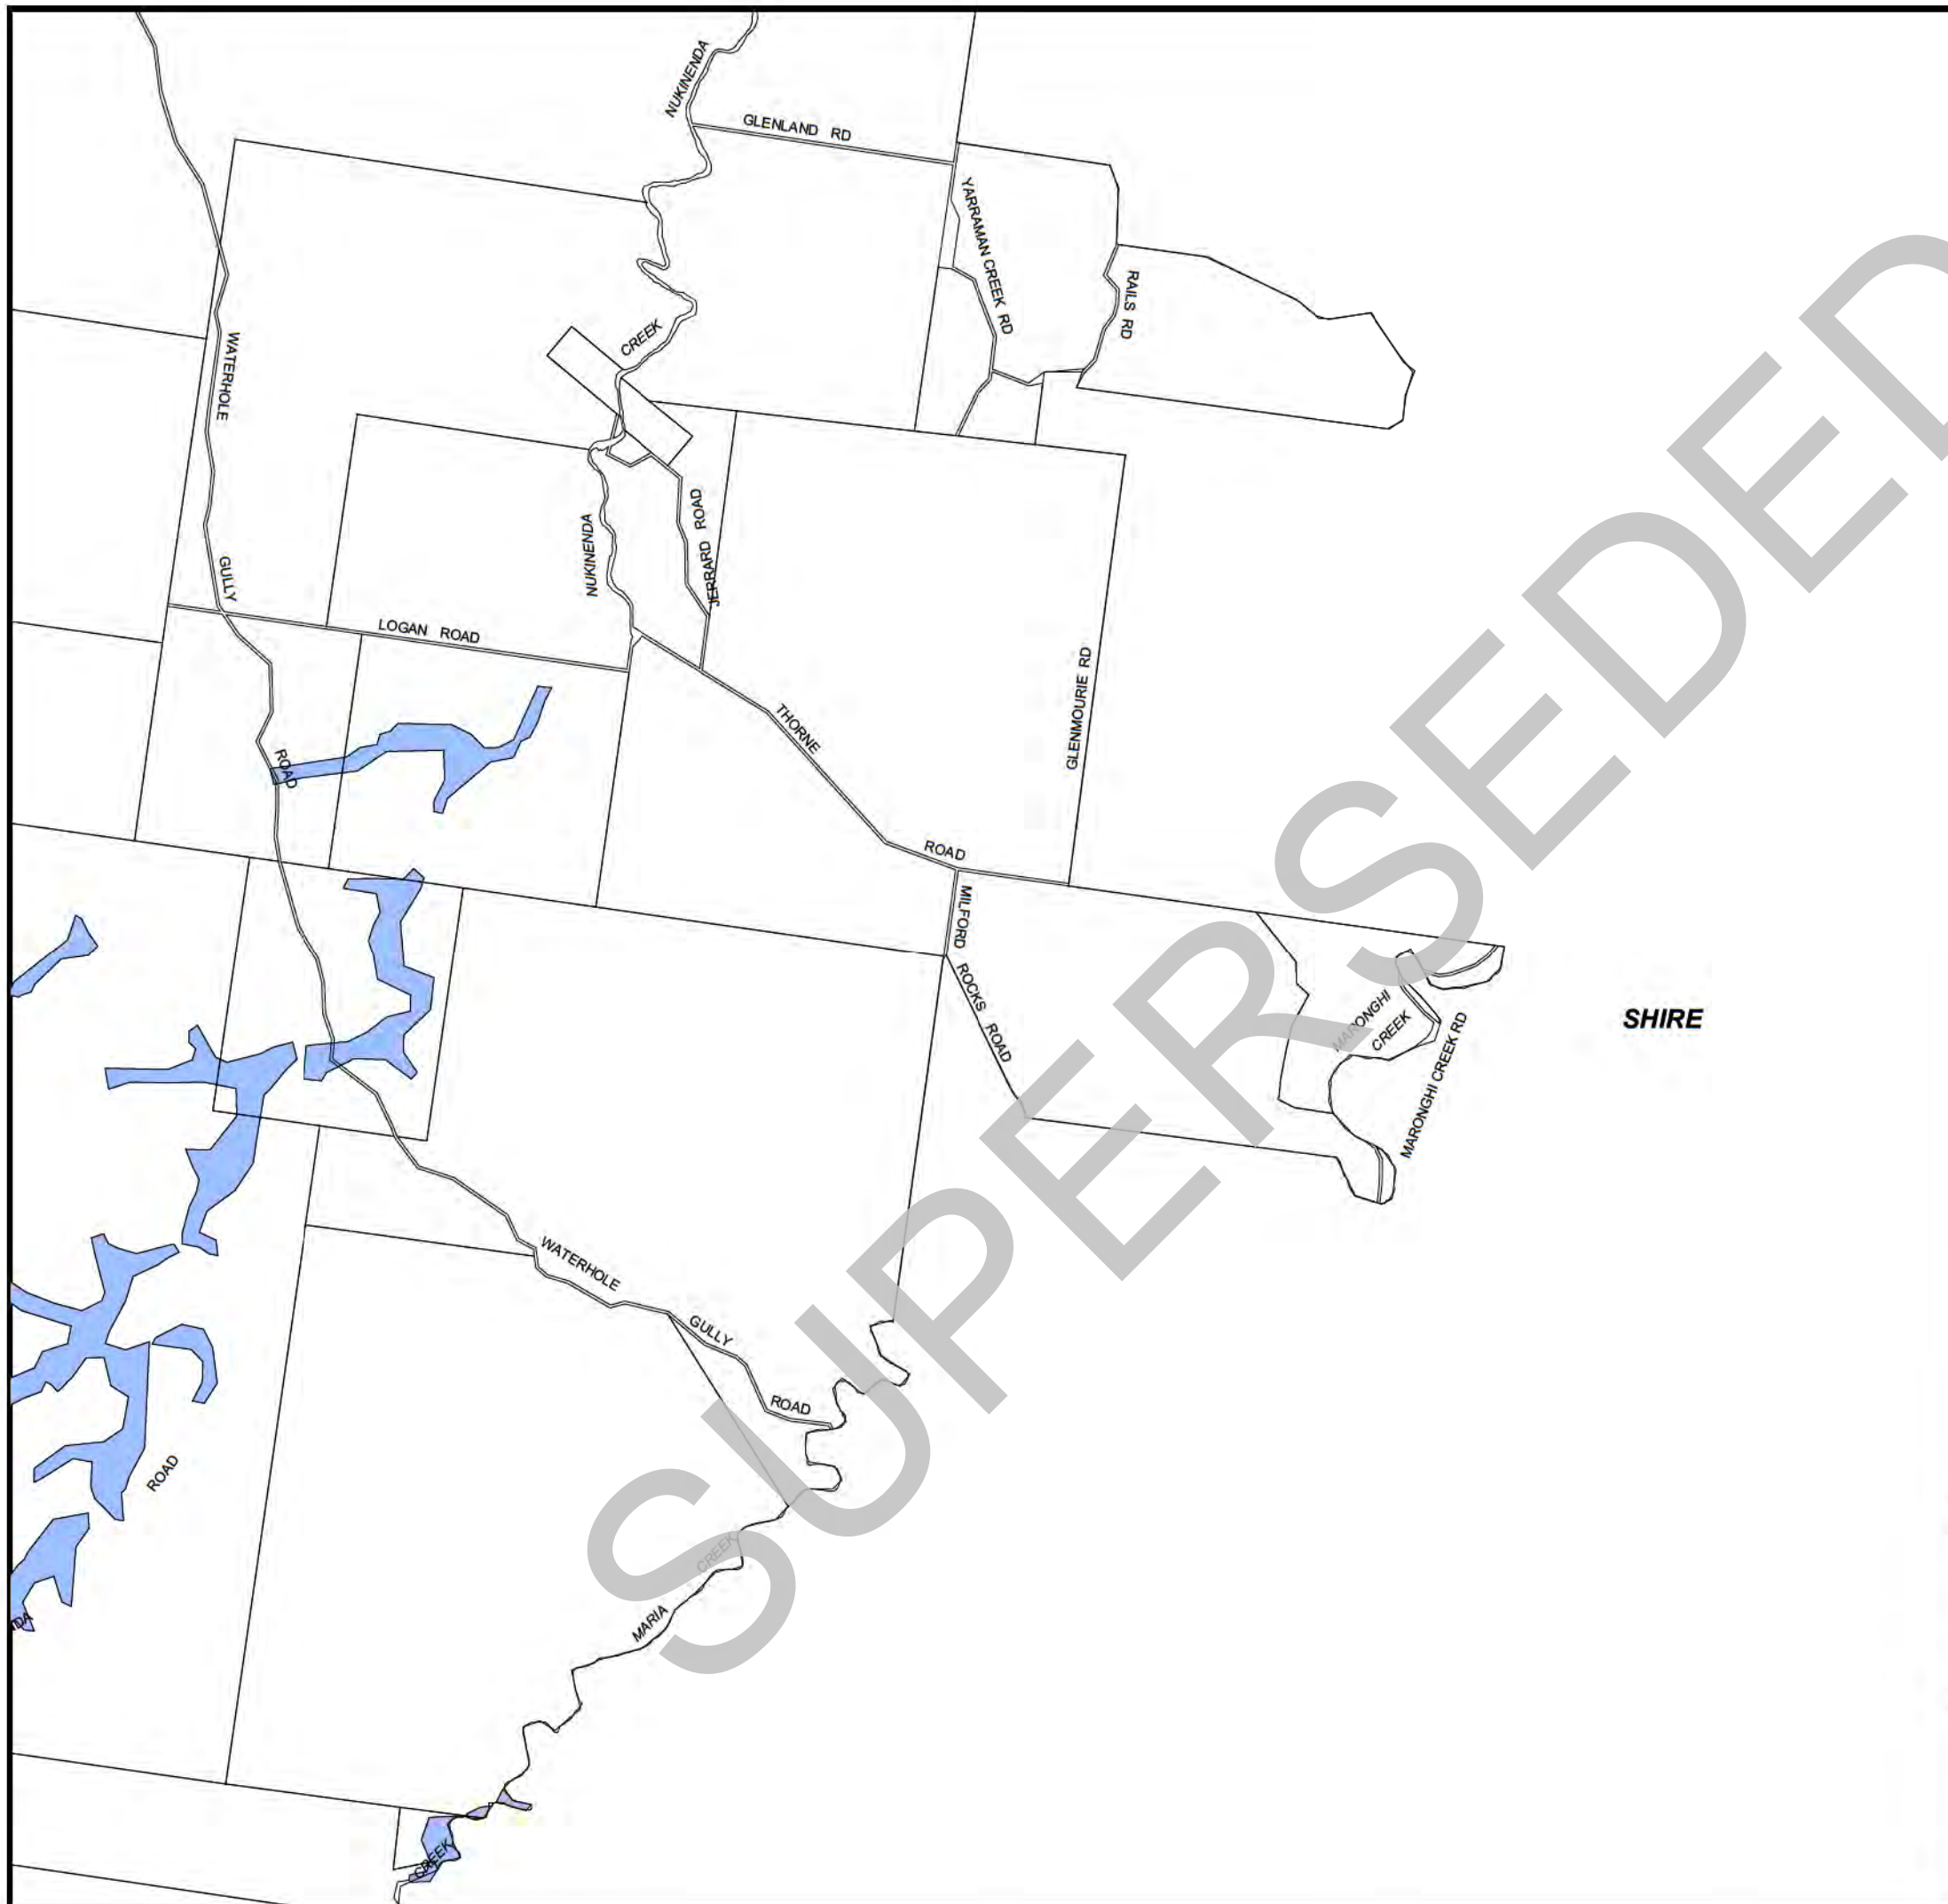 NUKINENDA
GLENLAND RD
YARRAMAN CREEK RD
RAILS RD
WATERHOLE
CREEK
JERRARD ROAD
NUKINENDA
GULLY
LOGAN ROAD
GLENMOURIE RD
THORNE
ROAD
ROAD
MILFORD
ROCKS ROAD
MARONGHI
CREEK
MARONGHI CREEK RD
SHIRE
WATERHOLE
GULLY
ROAD
ROAD
CREEK
MARIA
CREEK
SUPERSEDED